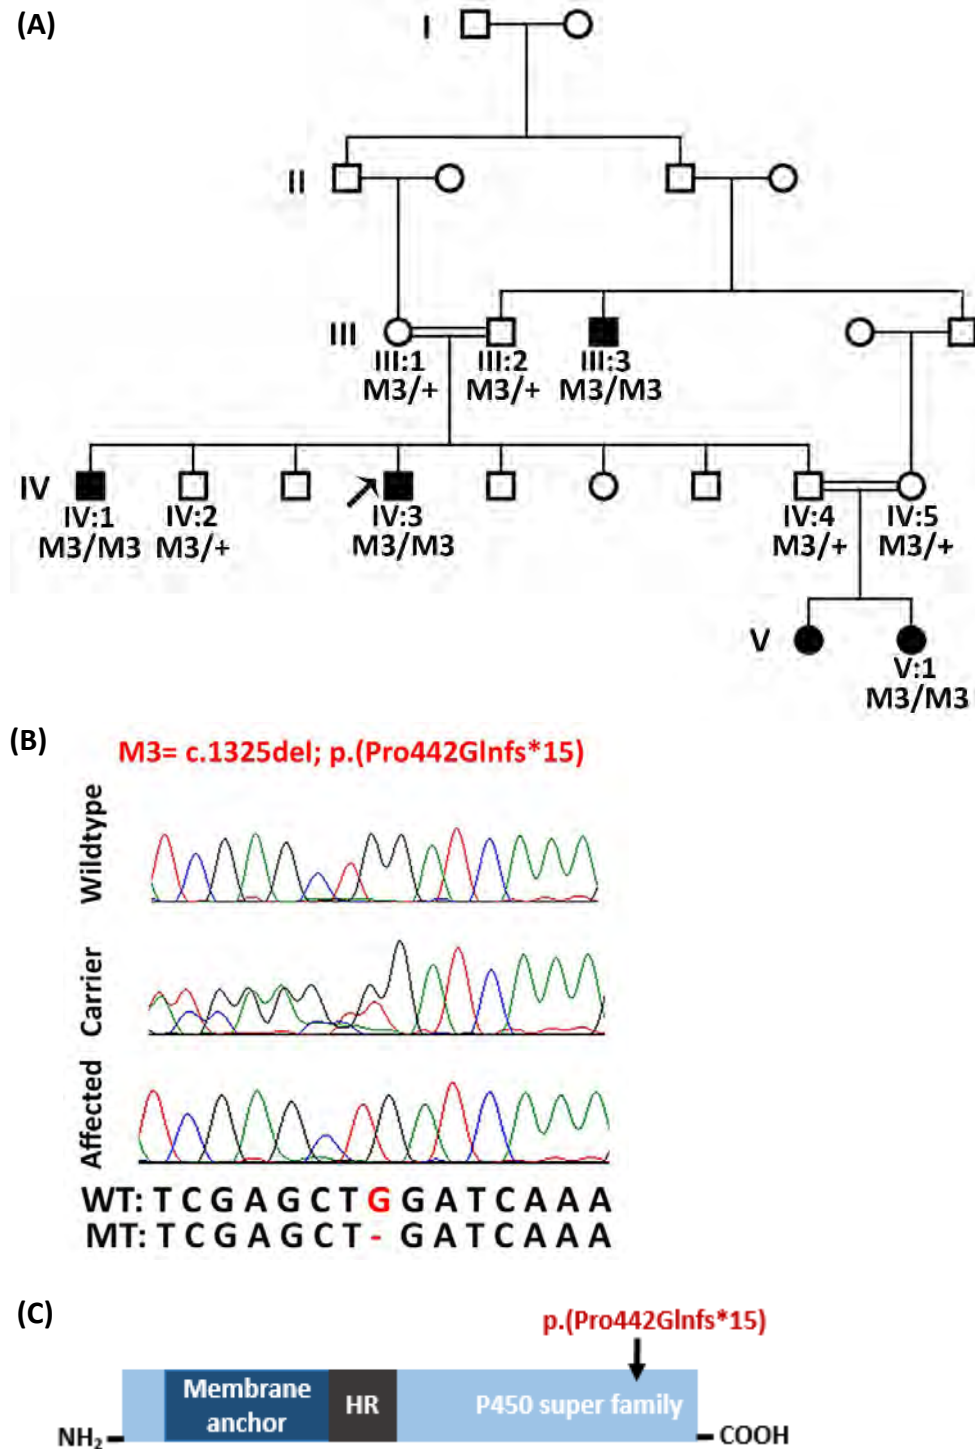 (A)
I
II
III
III:1 III:2 III:3
M3/+ M3/+ M3/M3
IV
IV:1 IV:2 IV:3 IV:4 IV:5
M3/M3 M3/+ M3/M3 M3/+ M3/+
V
V:1
M3/M3
(B)
M3= c.1325del; p.(Pro442Glnfs*15)
Wildtype
Carrier
Affected
WT: T C G A G C T G G A T C A A A
MT: T C G A G C T - G A T C A A A
(C)
p.(Pro442Glnfs*15)
Membrane anchor
HR
P450 super family
NH2
COOH